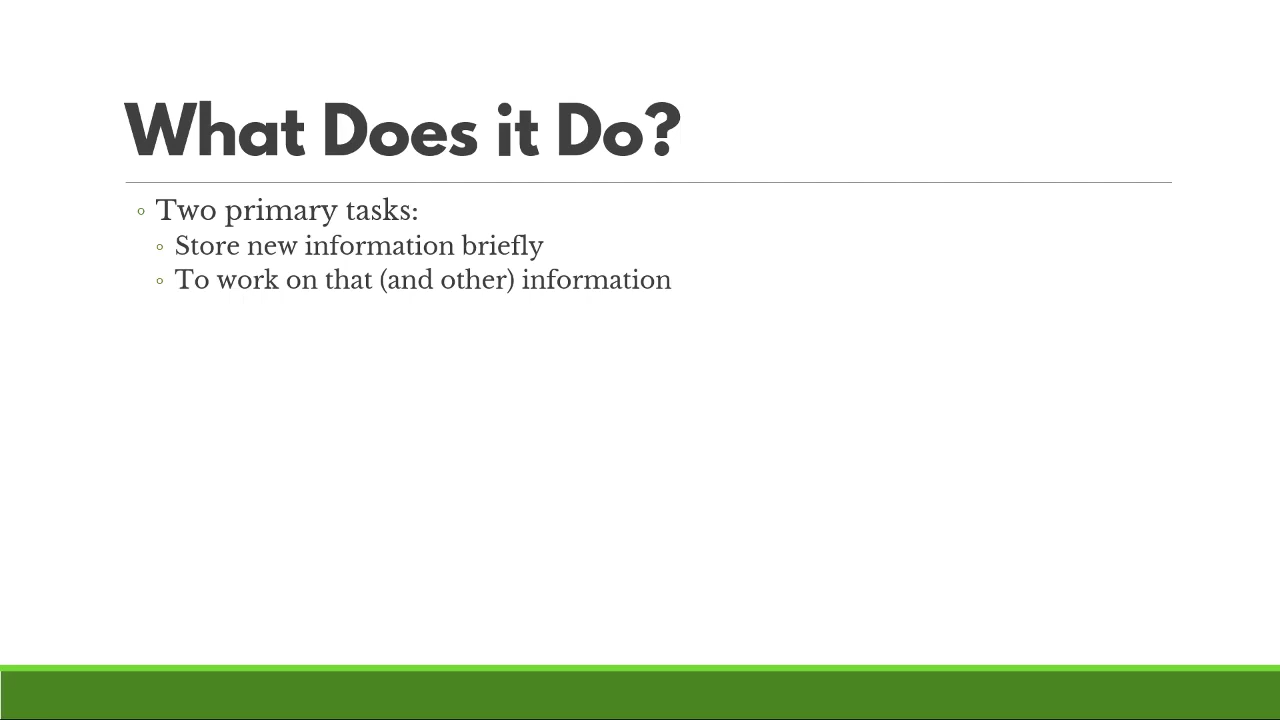 What Does it Do?
◦ Two primary tasks:
◦ Store new information briefly
◦ To work on that (and other) information